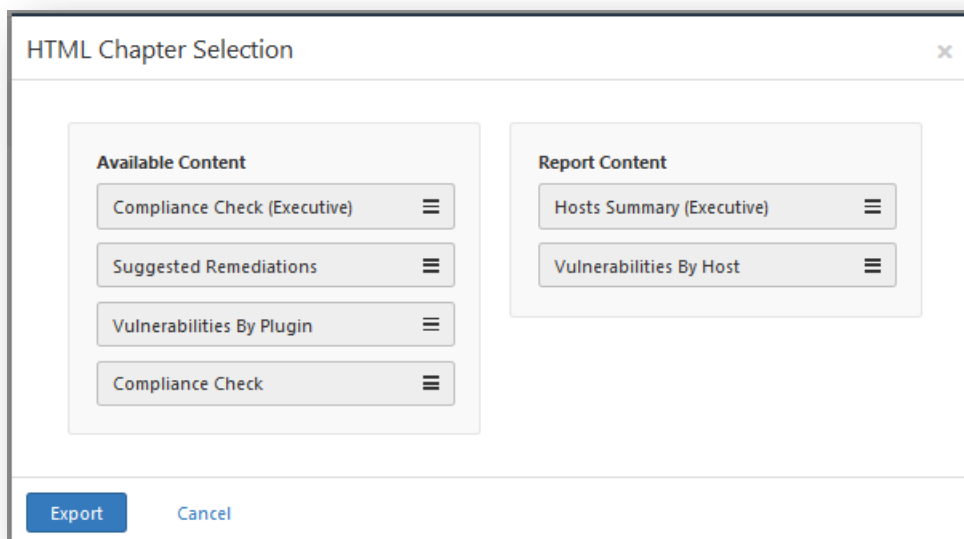 HTML Chapter Selection
×
Available Content
Compliance Check (Executive)
Suggested Remediations
Vulnerabilities By Plugin
Compliance Check
Report Content
Hosts Summary (Executive)
Vulnerabilities By Host
Export
Cancel